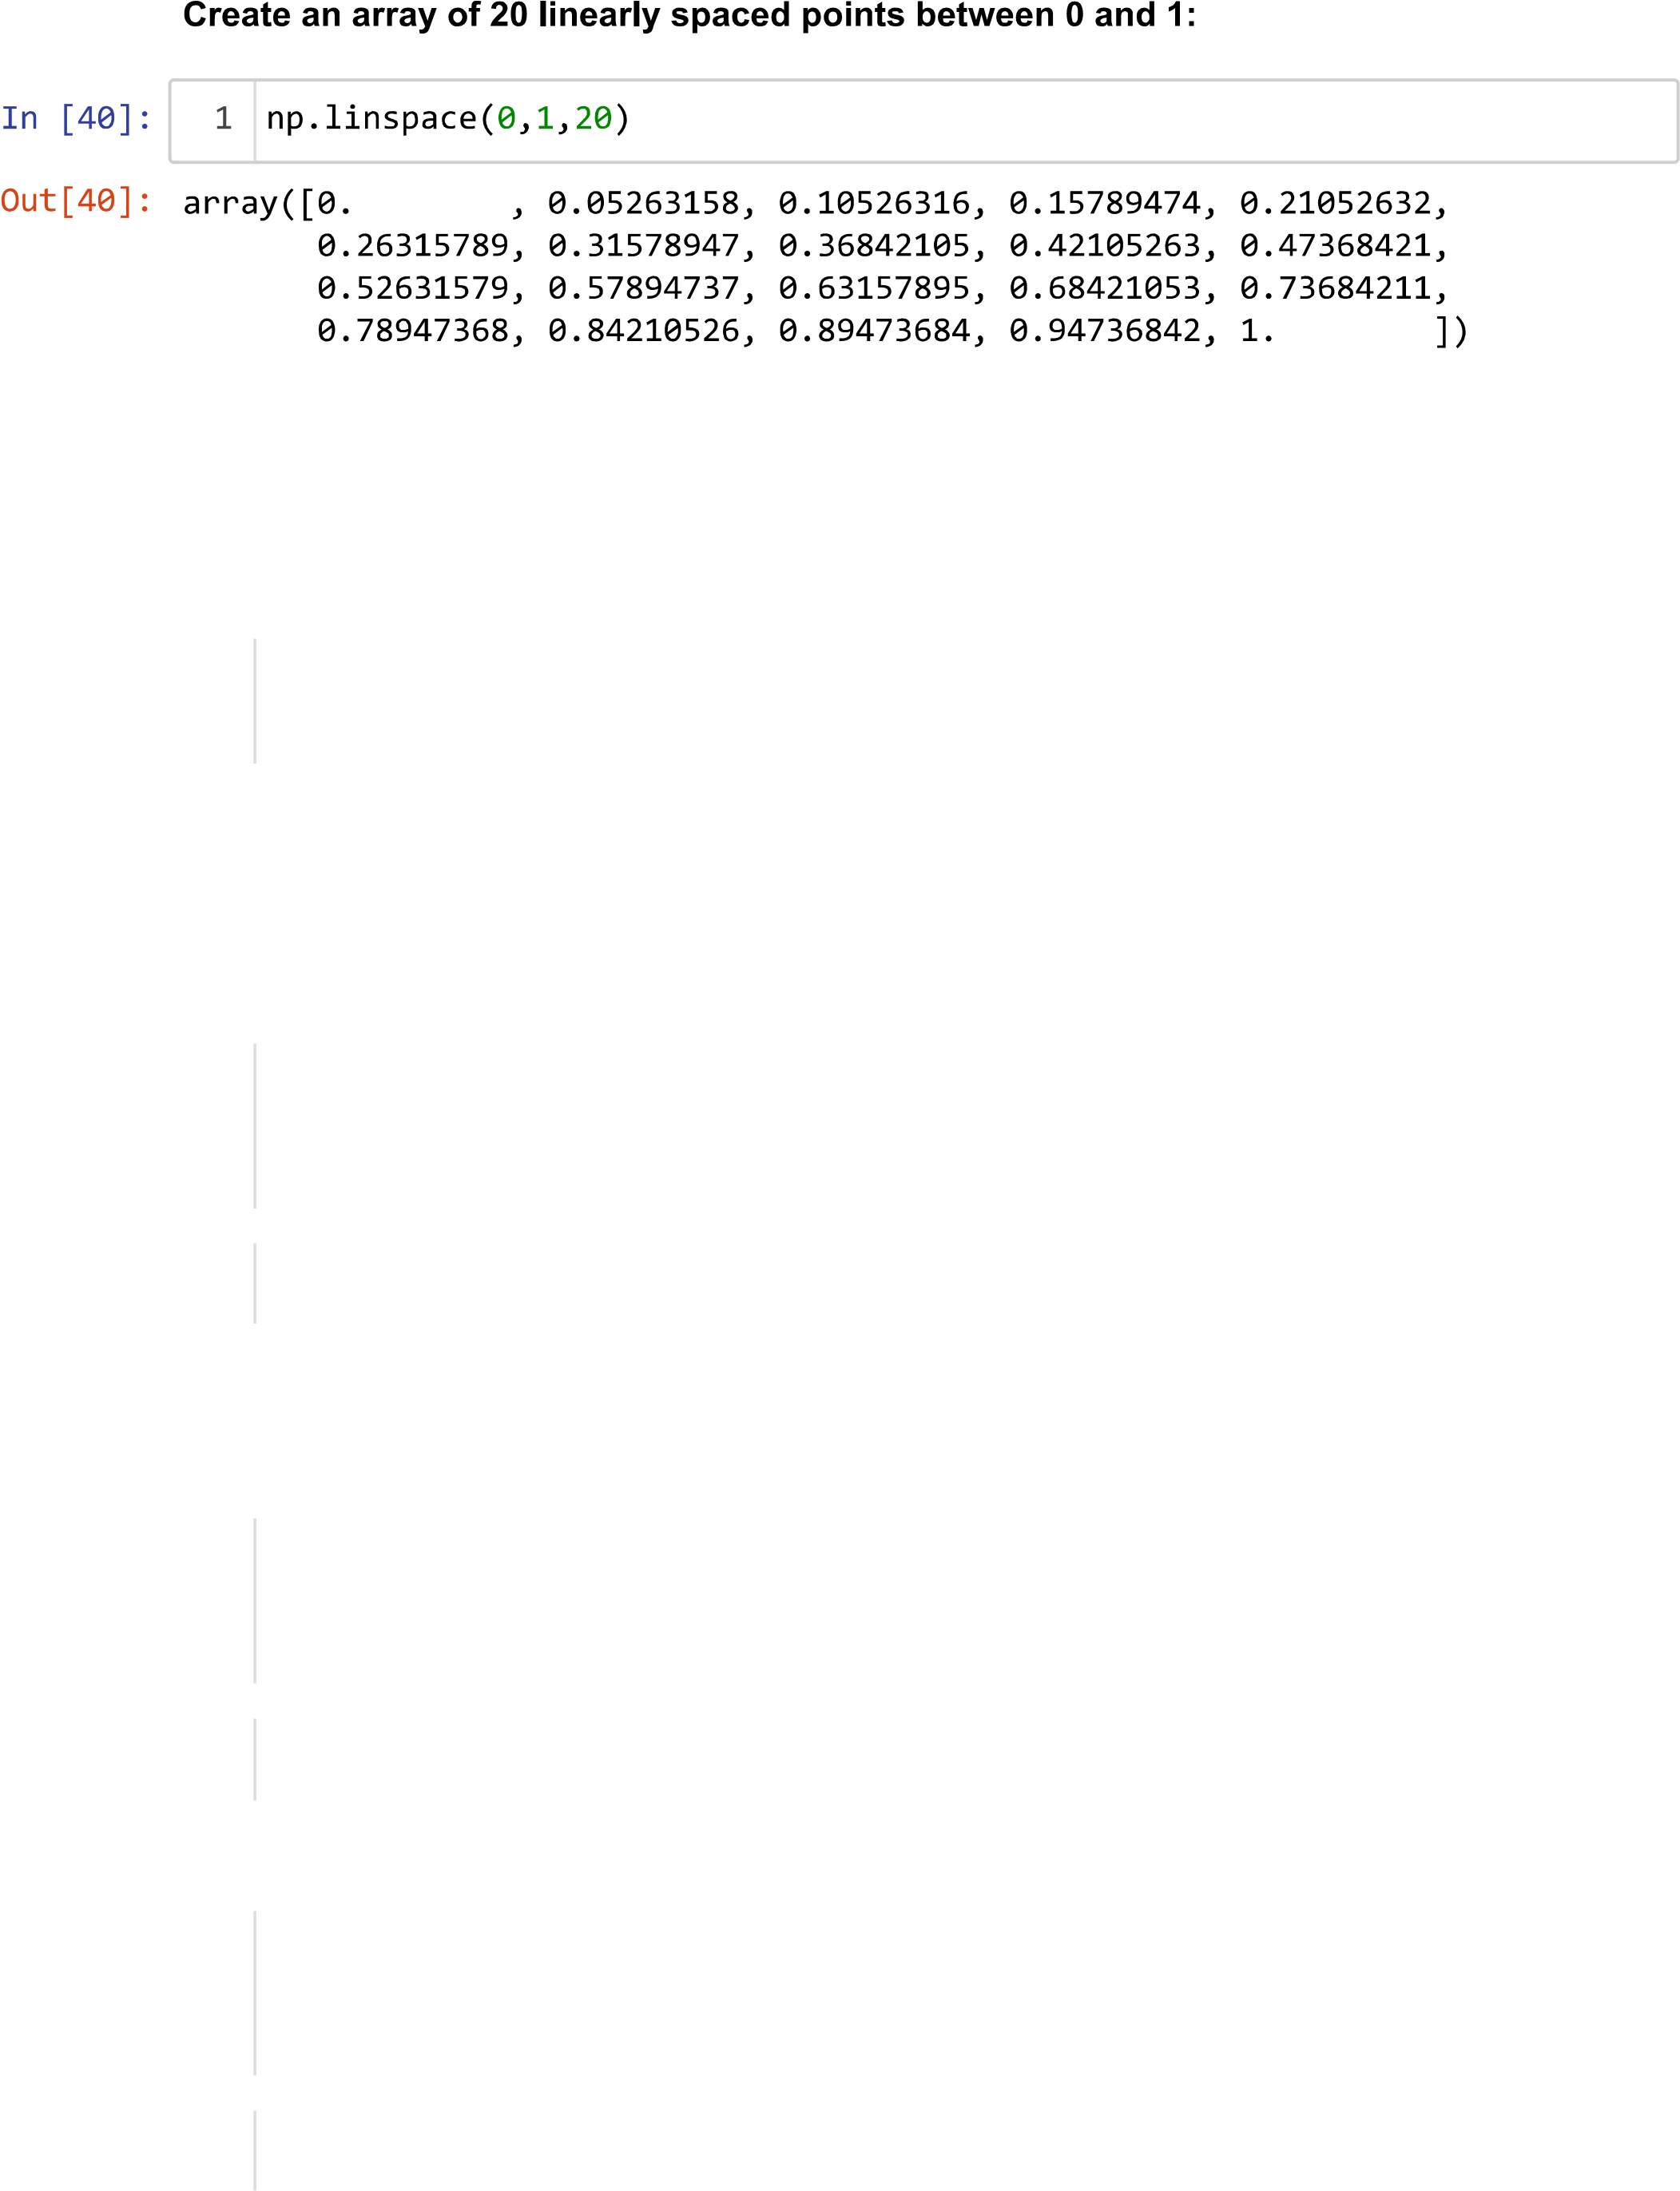 Create an array of 20 linearly spaced points between 0 and 1:
In [40]: 1 np.linspace(0,1,20)
Out[40]: array([0.        , 0.05263158, 0.10526316, 0.15789474, 0.21052632,
       0.26315789, 0.31578947, 0.36842105, 0.42105263, 0.47368421,
       0.52631579, 0.57894737, 0.63157895, 0.68421053, 0.73684211,
       0.78947368, 0.84210526, 0.89473684, 0.94736842, 1.        ])